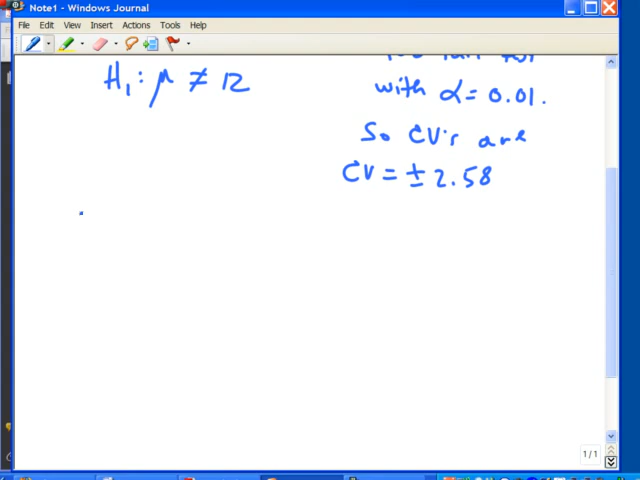 Note1 - Windows Journal
File Edit View Insert Actions Tools Help
H₁: μ ≠ 12
with α = 0.01.
So CV's are
CV = ± 2.58
1 / 1